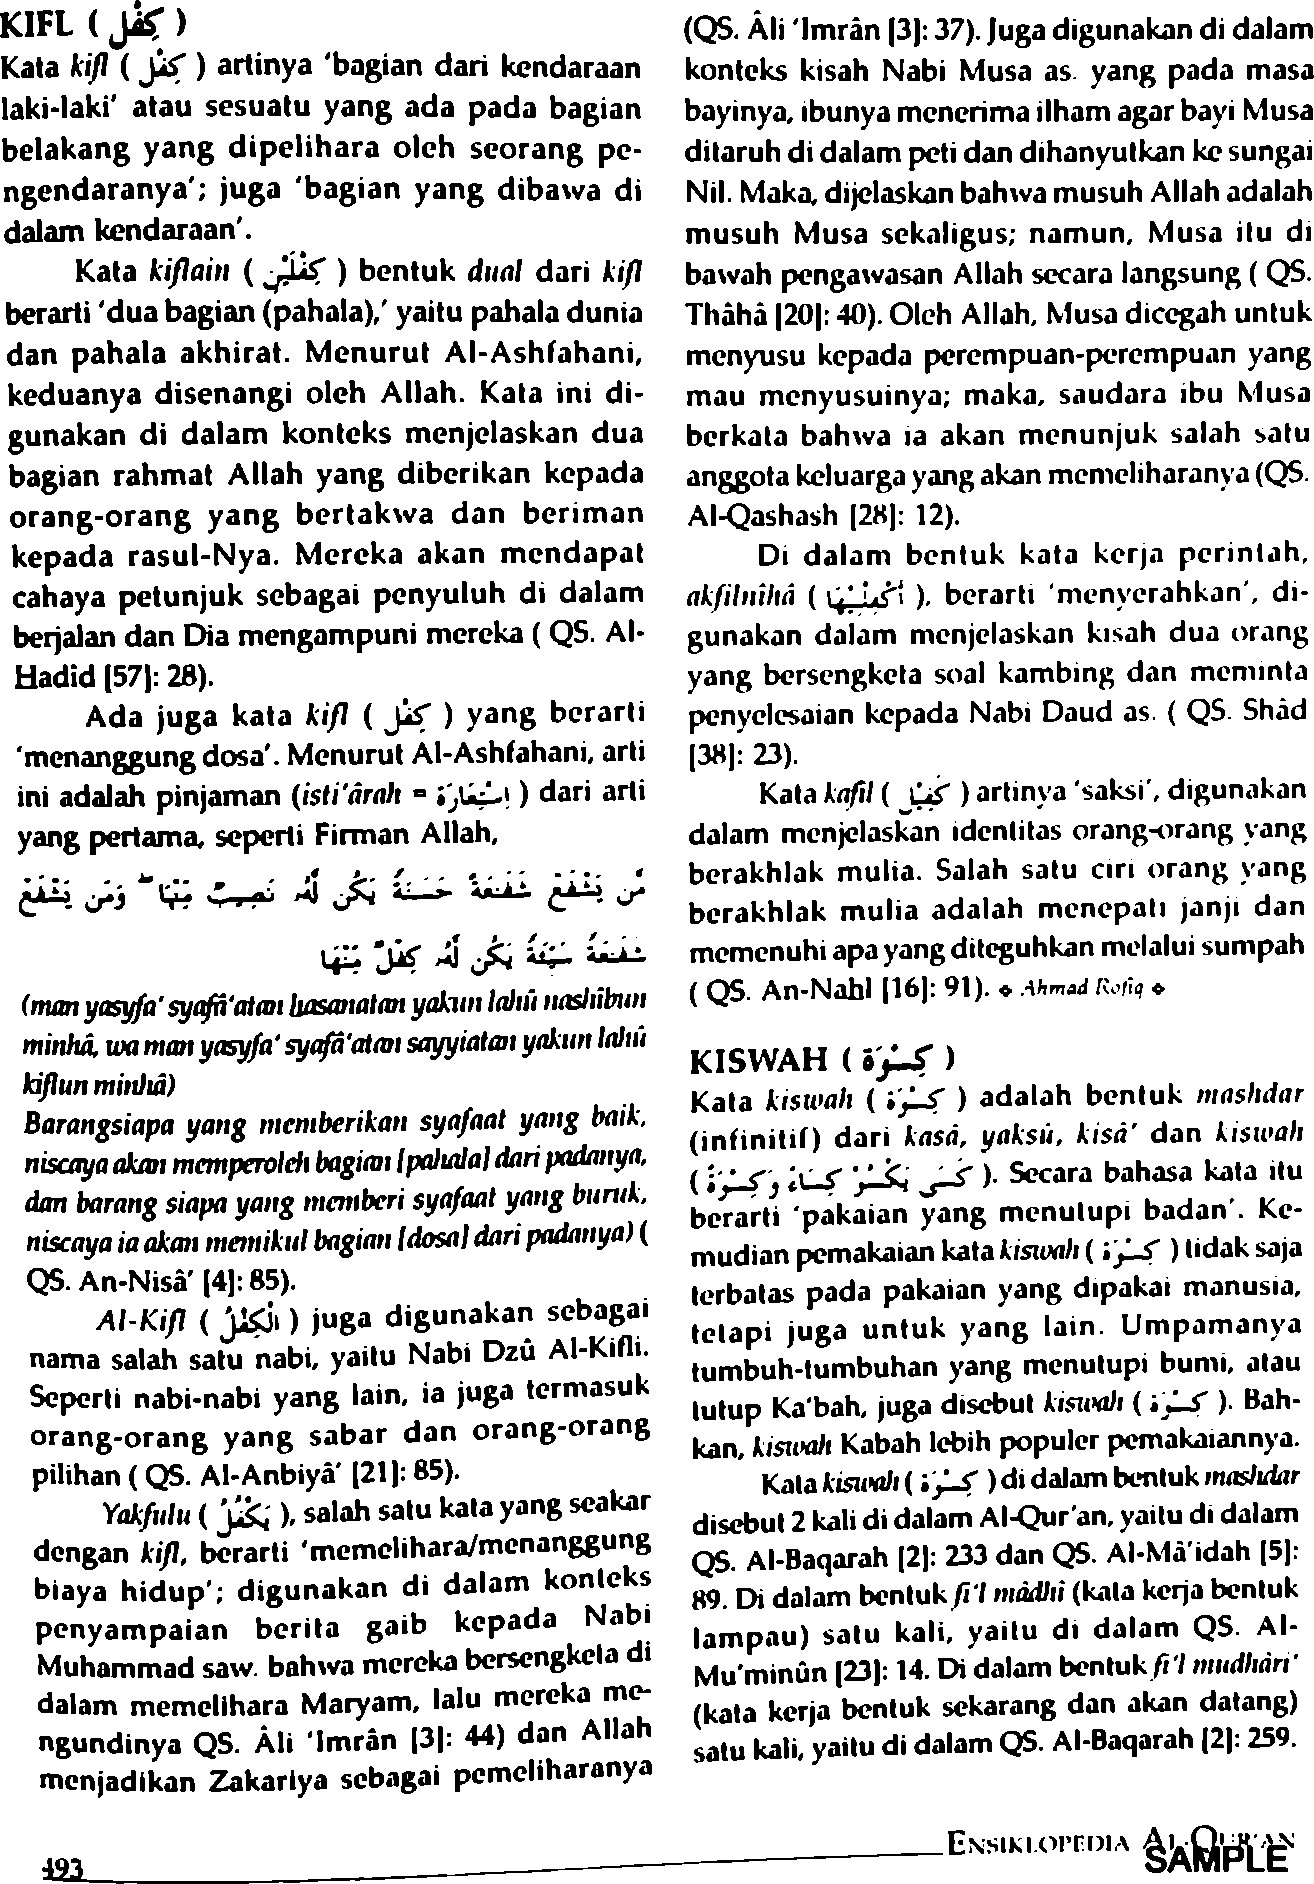 KIFL ( كِفْل )
Kata kifl ( كِفْل ) artinya 'bagian dari kendaraan
laki-laki' atau sesuatu yang ada pada bagian
belakang yang dipelihara oleh seorang pe-
ngendaranya'; juga 'bagian yang dibawa di
dalam kendaraan'.
Kata kiflain ( كِفْلَيْنِ ) bentuk dual dari kifl
berarti 'dua bagian (pahala),' yaitu pahala dunia
dan pahala akhirat. Menurut Al-Ashfahani,
keduanya disenangi oleh Allah. Kata ini di-
gunakan di dalam konteks menjelaskan dua
bagian rahmat Allah yang diberikan kepada
orang-orang yang bertakwa dan beriman
kepada rasul-Nya. Mereka akan mendapat
cahaya petunjuk sebagai penyuluh di dalam
berjalan dan Dia mengampuni mereka ( QS. Al-
Hadid [57]: 28).
Ada juga kata kifl ( كِفْل ) yang berarti
'menanggung dosa'. Menurut Al-Ashfahani, arti
ini adalah pinjaman (isti'ârah = اِسْتِعَارَة ) dari arti
yang pertama, seperti Firman Allah,
مَّن يَشْفَعْ شَفَـٰعَةً حَسَنَةً يَكُن لَّهُۥ نَصِيبٌ مِّنْهَا ۖ وَمَن يَشْفَعْ
شَفَـٰعَةً سَيِّئَةً يَكُن لَّهُۥ كِفْلٌ مِّنْهَا
(man yasyfa' syafâ'atan hasanatan yakun lahû nashîbun
minhâ, wa man yasyfa' syafâ'atan sayyiatan yakun lahû
kiflun minhâ)
Barangsiapa yang memberikan syafaat yang baik,
niscaya akan memperoleh bagian [pahala] dari padanya,
dan barang siapa yang memberi syafaat yang buruk,
niscaya ia akan memikul bagian [dosa] dari padanya) (
QS. An-Nisâ' [4]: 85).
Al-Kifl ( الْكِفْلُ ) juga digunakan sebagai
nama salah satu nabi, yaitu Nabi Dzû Al-Kifli.
Seperti nabi-nabi yang lain, ia juga termasuk
orang-orang yang sabar dan orang-orang
pilihan ( QS. Al-Anbiyâ' [21]: 85).
Yakfulu ( يَكْفُلُ ), salah satu kata yang seakar
dengan kifl, berarti 'memelihara/menanggung
biaya hidup'; digunakan di dalam konteks
penyampaian berita gaib kepada Nabi
Muhammad saw. bahwa mereka bersengketa di
dalam memelihara Maryam, lalu mereka me-
ngundinya QS. Âli 'Imrân [3]: 44) dan Allah
menjadikan Zakariya sebagai pemeliharanya
(QS. Âli 'Imrân [3]: 37). Juga digunakan di dalam
konteks kisah Nabi Musa as. yang pada masa
bayinya, ibunya menerima ilham agar bayi Musa
ditaruh di dalam peti dan dihanyutkan ke sungai
Nil. Maka, dijelaskan bahwa musuh Allah adalah
musuh Musa sekaligus; namun, Musa itu di
bawah pengawasan Allah secara langsung ( QS.
Thâhâ [20]: 40). Oleh Allah, Musa dicegah untuk
menyusu kepada perempuan-perempuan yang
mau menyusuinya; maka, saudara ibu Musa
berkata bahwa ia akan menunjuk salah satu
anggota keluarga yang akan memeliharanya (QS.
Al-Qashash [28]: 12).
Di dalam bentuk kata kerja perintah,
akfilnîhâ ( أَكْفِلْنِيْهَا ), berarti 'menyerahkan', di-
gunakan dalam menjelaskan kisah dua orang
yang bersengketa soal kambing dan meminta
penyelesaian kepada Nabi Daud as. ( QS. Shâd
[38]: 23).
Kata kafîl ( كَفِيْل ) artinya 'saksi', digunakan
dalam menjelaskan identitas orang-orang yang
berakhlak mulia. Salah satu ciri orang yang
berakhlak mulia adalah menepati janji dan
memenuhi apa yang diteguhkan melalui sumpah
( QS. An-Nahl [16]: 91). ❖ Ahmad Rofiq ❖
KISWAH ( كِسْوَة )
Kata kiswah ( كِسْوَة ) adalah bentuk mashdar
(infinitif) dari kasâ, yaksû, kisâ' dan kiswah
( كَسَى يَكْسُوْ كِسَاءً وَكِسْوَةً ). Secara bahasa kata itu
berarti 'pakaian yang menutupi badan'. Ke-
mudian pemakaian kata kiswah ( كِسْوَة ) tidak saja
terbatas pada pakaian yang dipakai manusia,
tetapi juga untuk yang lain. Umpamanya
tumbuh-tumbuhan yang menutupi bumi, atau
tutup Ka'bah, juga disebut kiswah ( كِسْوَة ). Bah-
kan, kiswah Kabah lebih populer pemakaiannya.
Kata kiswah ( كِسْوَة ) di dalam bentuk mashdar
disebut 2 kali di dalam Al-Qur'an, yaitu di dalam
QS. Al-Baqarah [2]: 233 dan QS. Al-Mâ'idah [5]:
89. Di dalam bentuk fi'l mâdhî (kata kerja bentuk
lampau) satu kali, yaitu di dalam QS. Al-
Mu'minûn [23]: 14. Di dalam bentuk fi'l mudhâri'
(kata kerja bentuk sekarang dan akan datang)
satu kali, yaitu di dalam QS. Al-Baqarah [2]: 259.
493
ENSIKLOPEDIA AL-QUR'AN
SAMPLE